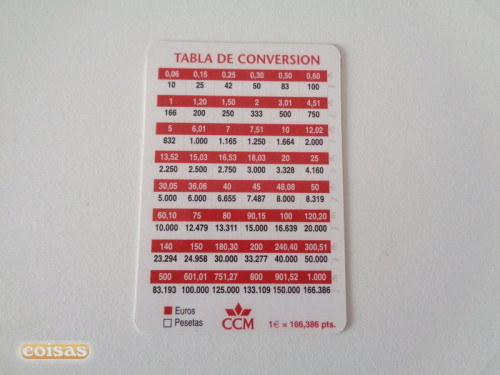 TABLA DE CONVERSION
0,06 0,15 0,25 0,30 0,50 0,60
10 25 42 50 83 100
1 1,20 1,50 2 3,01 4,51
166 200 250 333 500 750
5 6,01 7 7,51 10 12,02
832 1.000 1.165 1.250 1.664 2.000
13,52 15,03 16,53 18,03 20 25
2.250 2.500 2.750 3.000 3.328 4.160
30,05 36,06 40 45 48,08 50
5.000 6.000 6.655 7.487 8.000 8.319
60,10 75 80 90,15 100 120,20
10.000 12.479 13.311 15.000 16.639 20.000
140 150 180,30 200 240,40 300,51
23.294 24.958 30.000 33.277 40.000 50.000
500 601,01 751,27 800 901,52 1.000
83.193 100.000 125.000 133.109 150.000 166.386
Euros
Pesetas
CCM
1€ = 166,386 pts.
coisas